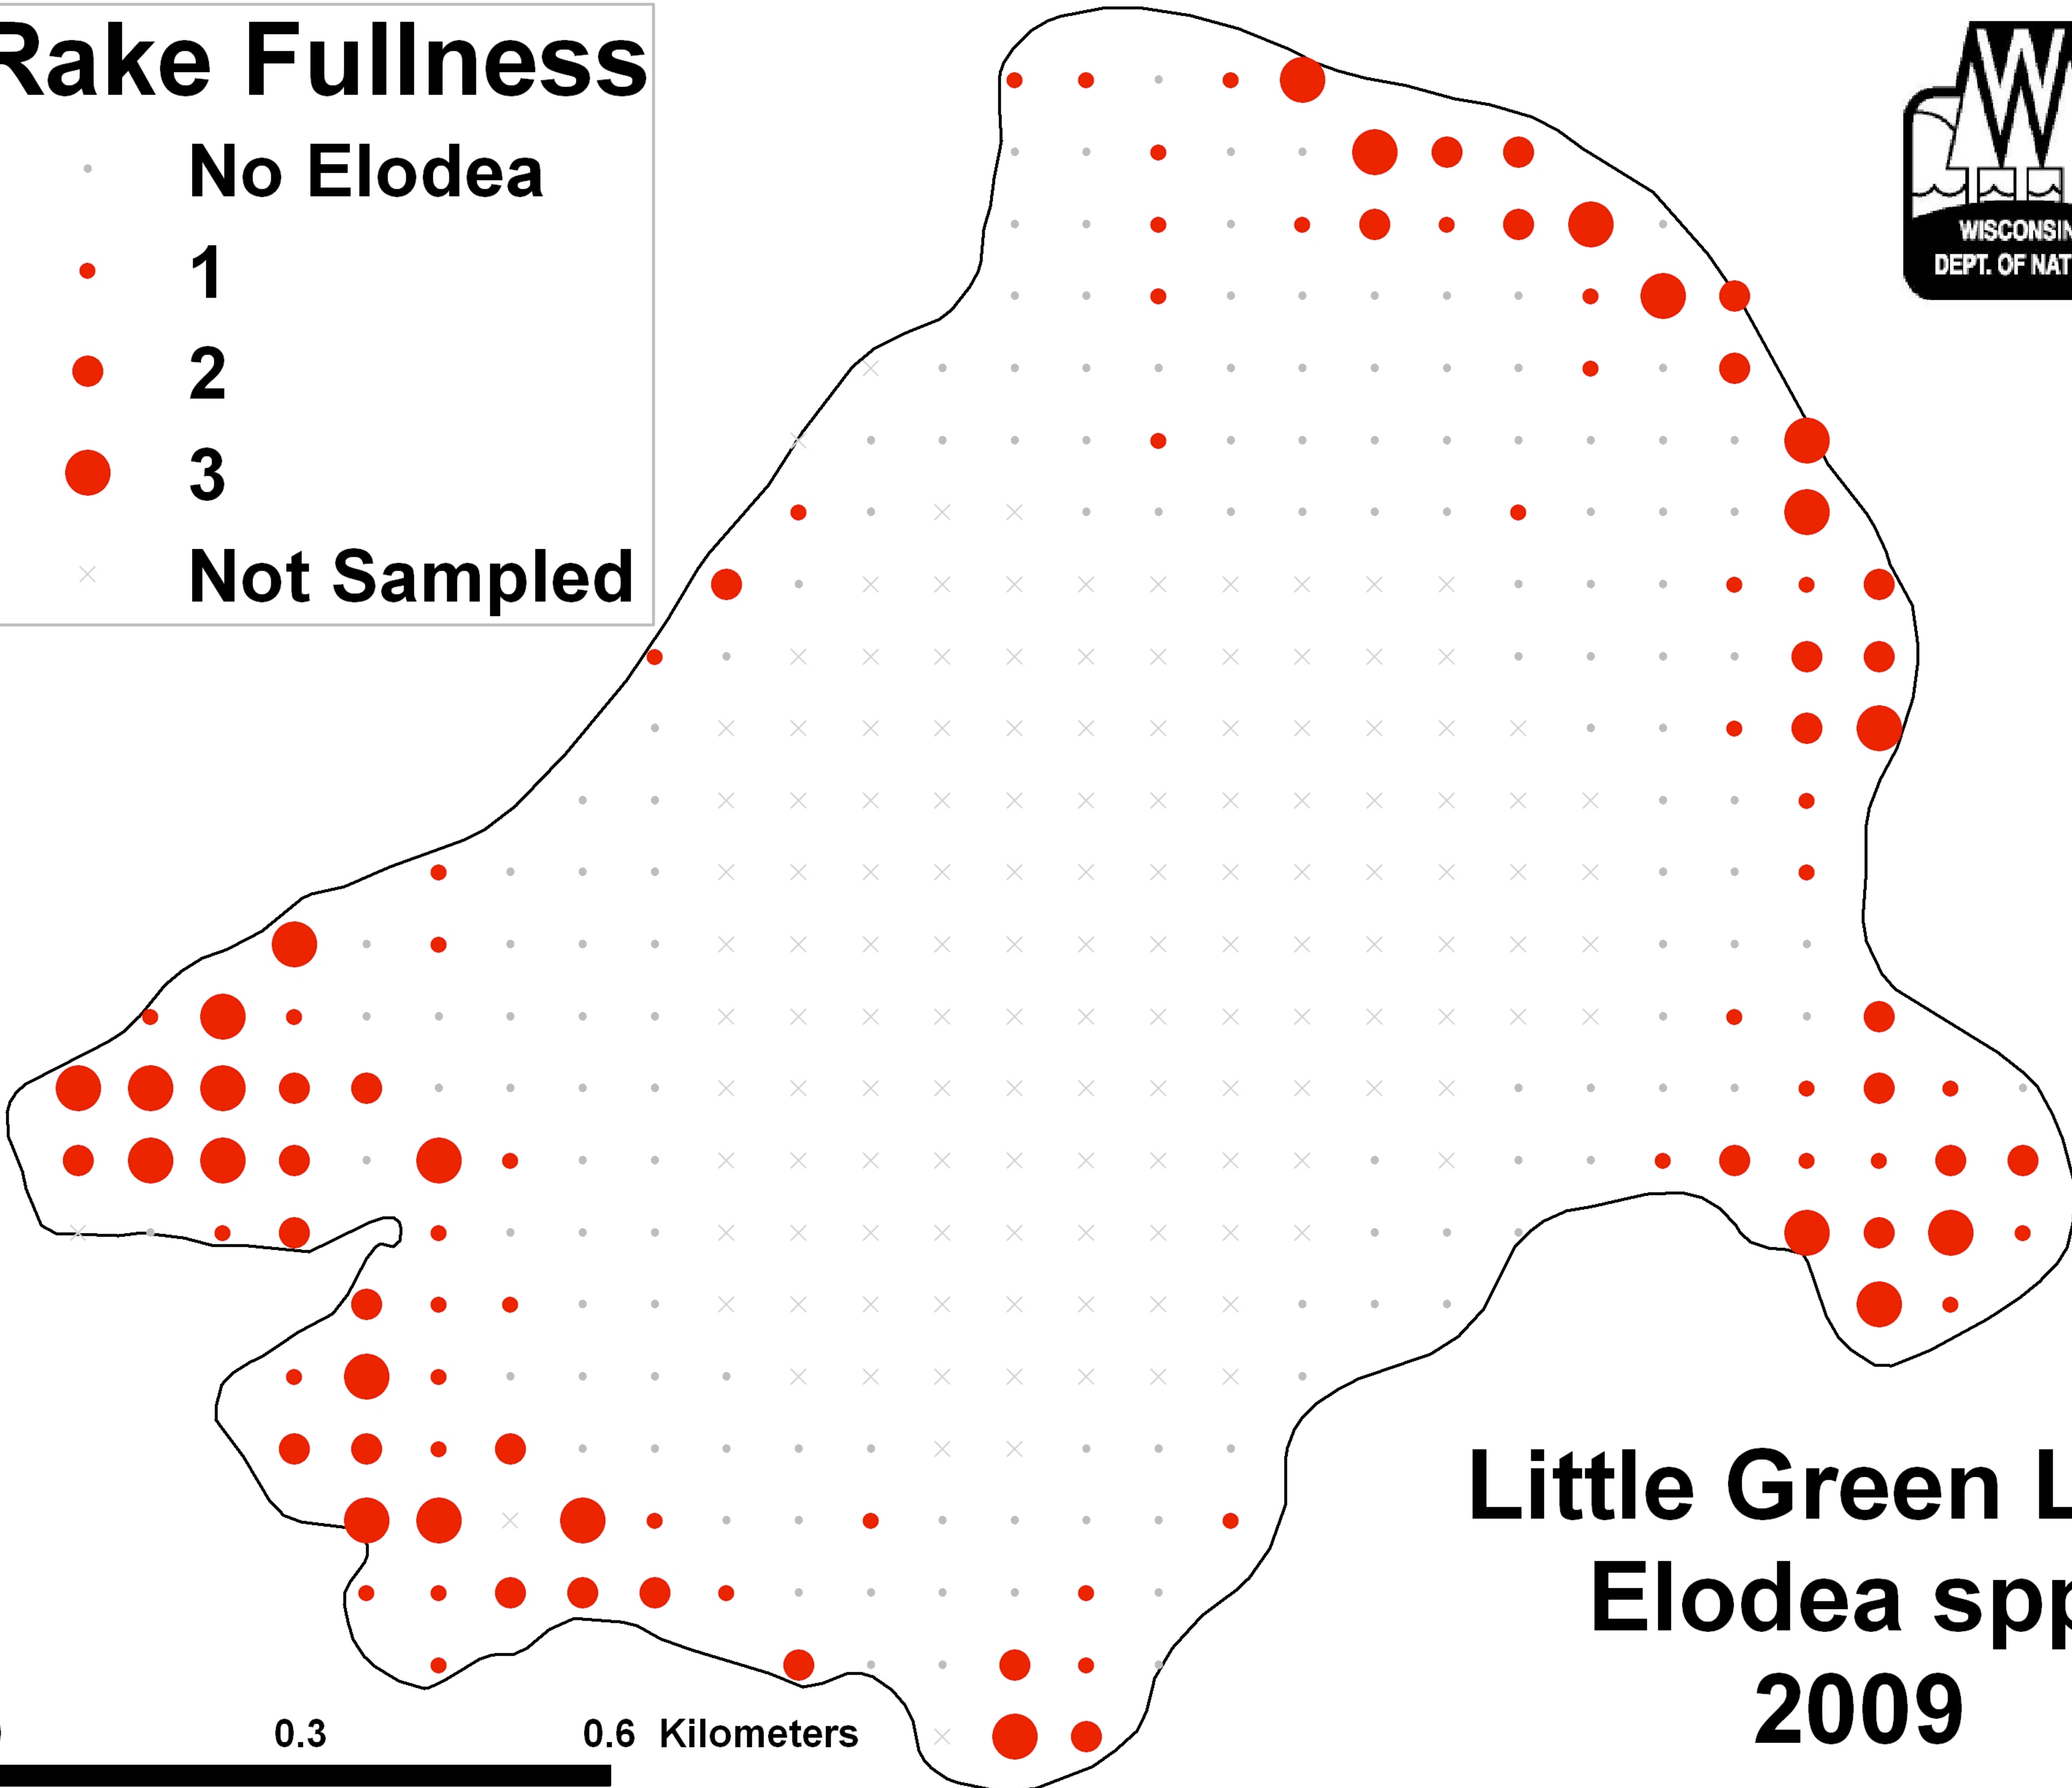 Rake Fullness
No Elodea
1
2
3
Not Sampled
W
WISCONSIN
DEPT. OF NAT
Little Green L
Elodea spp
2009
0.3 0.6 Kilometers